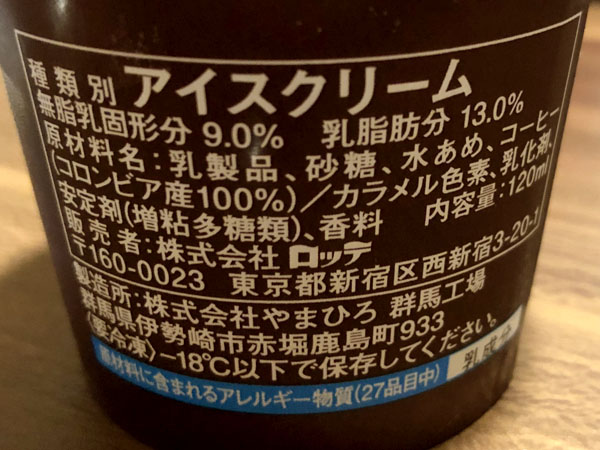 種類別 アイスクリーム
無脂乳固形分 9.0% 乳脂肪分 13.0%
原材料名：乳製品、砂糖、水あめ、コーヒー
(コロンビア産100%)／カラメル色素、乳化剤、
安定剤(増粘多糖類)、香料 内容量：120ml
販売者：株式会社 ロッテ
〒160-0023 東京都新宿区西新宿3-20-1
製造所：株式会社やまひろ 群馬工場
群馬県伊勢崎市赤堀鹿島町933
(要冷凍) -18℃以下で保存してください。
原材料に含まれるアレルギー物質(27品目中) 乳成分